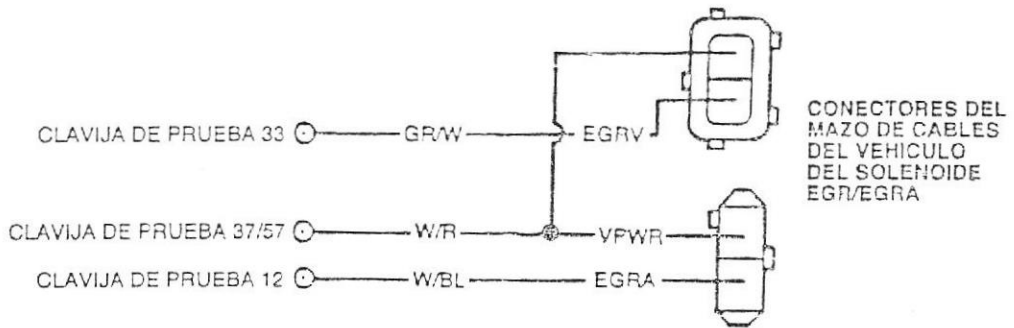 CLAVIJA DE PRUEBA 33 GR/W EGRV
CONECTORES DEL
MAZO DE CABLES
DEL VEHICULO
DEL SOLENOIDE
EGR/EGRA
CLAVIJA DE PRUEBA 37/57 W/R VPWR
CLAVIJA DE PRUEBA 12 W/BL EGRA